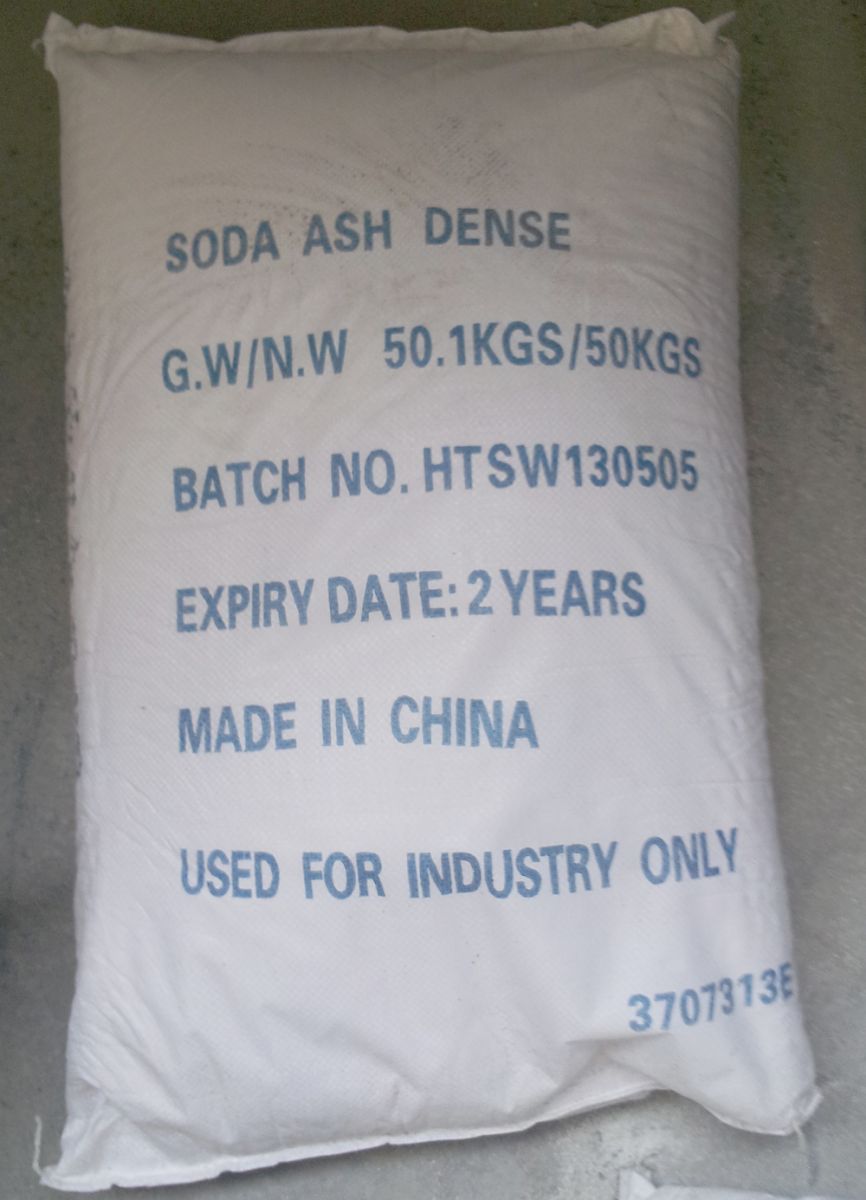 SODA ASH DENSE
G.W/N.W 50.1KGS/50KGS
BATCH NO. HTSW130505
EXPIRY DATE: 2 YEARS
MADE IN CHINA
USED FOR INDUSTRY ONLY
3707313E